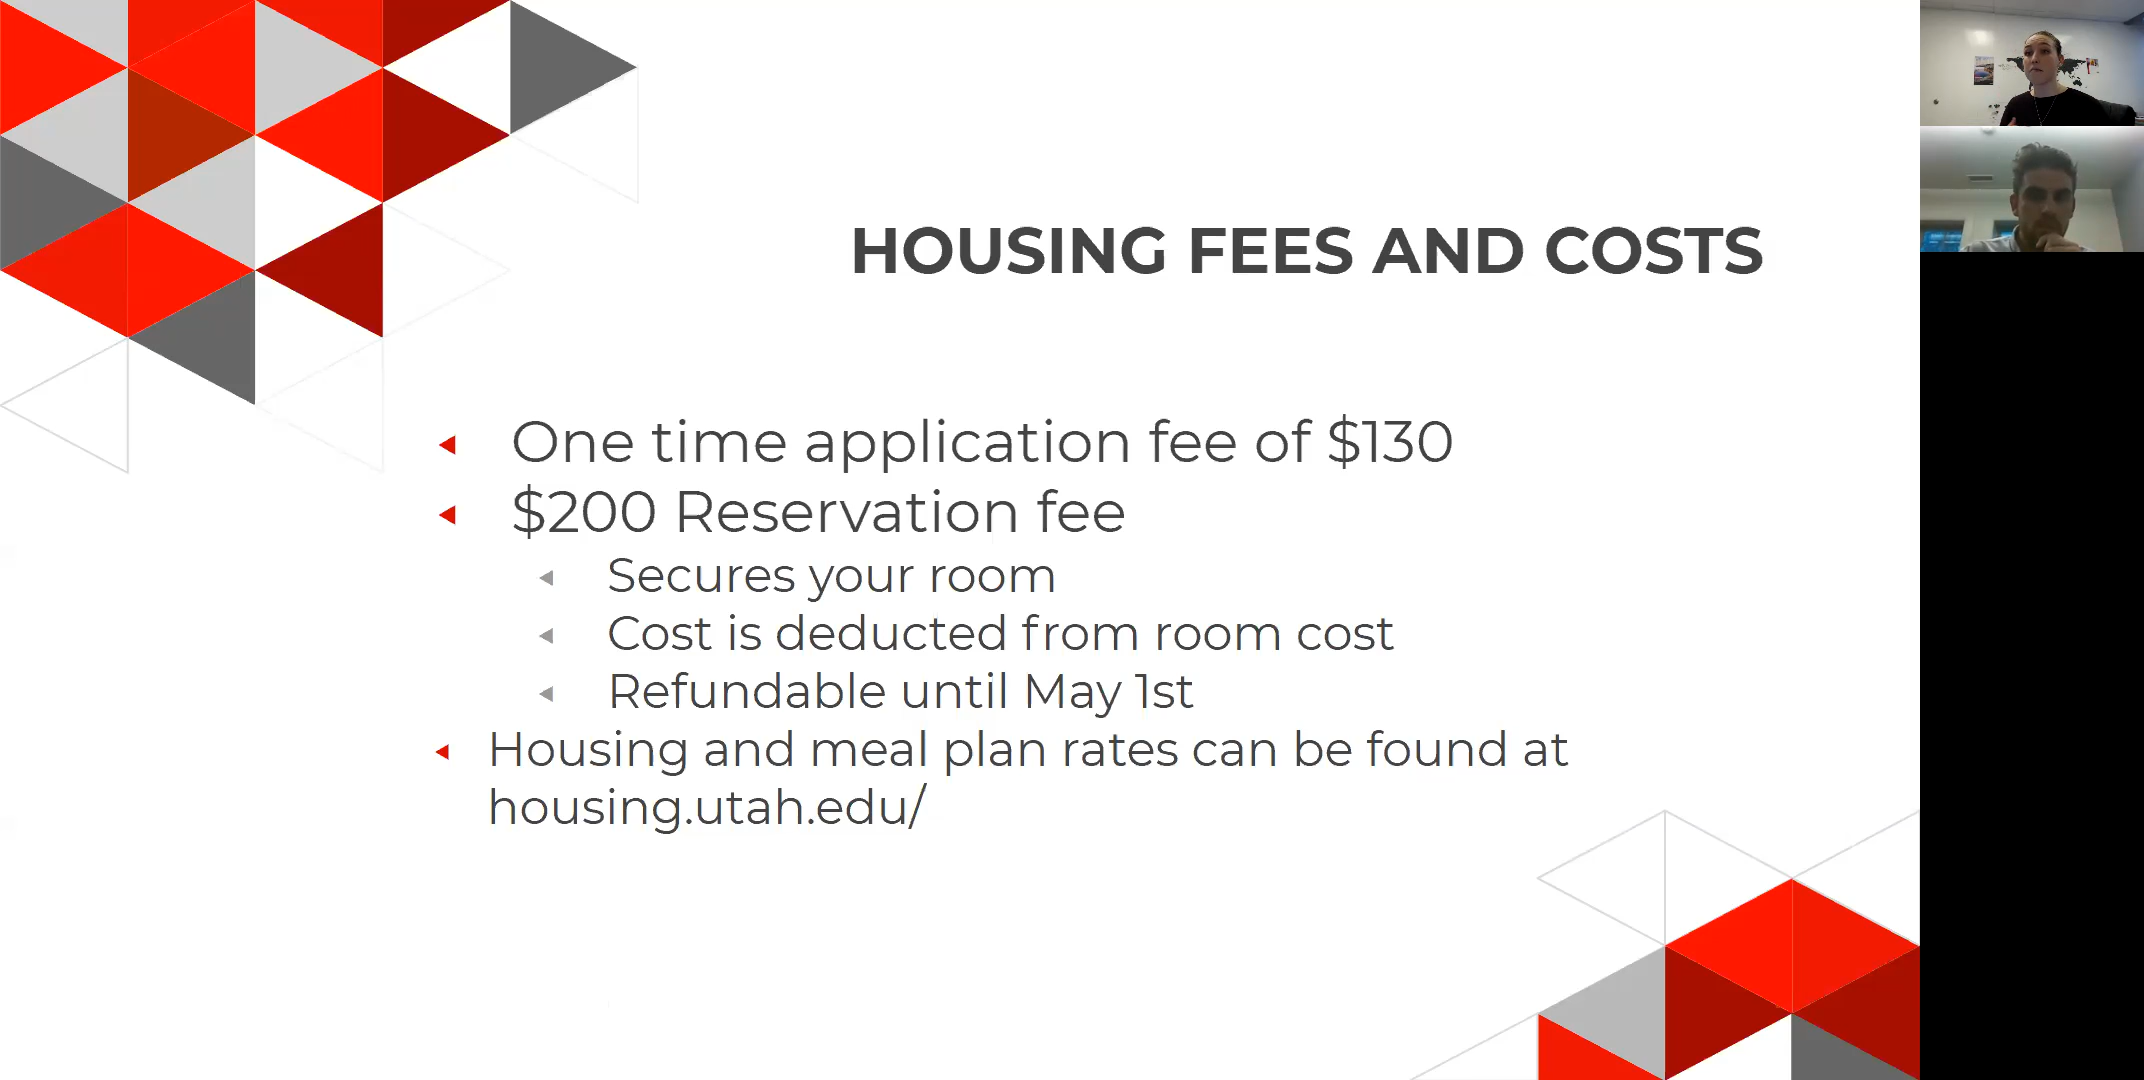 HOUSING FEES AND COSTS
One time application fee of $130
$200 Reservation fee
Secures your room
Cost is deducted from room cost
Refundable until May 1st
Housing and meal plan rates can be found at
housing.utah.edu/